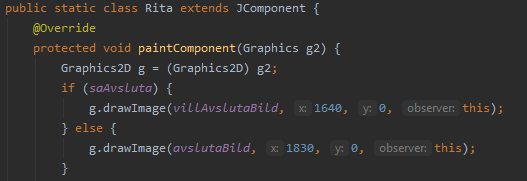 public static class Rita extends JComponent {
@Override
protected void paintComponent(Graphics g2) {
Graphics2D g = (Graphics2D) g2;
if (saAvsluta) {
g.drawImage(villAvslutaBild, x: 1640, y: 0, observer: this);
} else {
g.drawImage(avslutaBild, x: 1830, y: 0, observer: this);
}